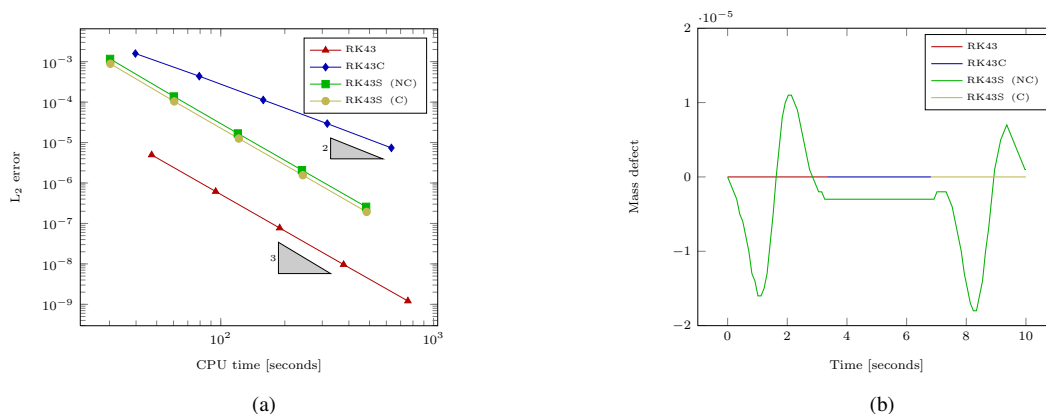 10^−3
10^−4
10^−5
10^−6
10^−7
10^−8
10^−9
L₂ error
RK43
RK43C
RK43S (NC)
RK43S (C)
2
3
10^2
10^3
CPU time [seconds]
(a)
·10^−5
2
1
0
−1
−2
Mass defect
RK43
RK43C
RK43S (NC)
RK43S (C)
0 2 4 6 8 10
Time [seconds]
(b)